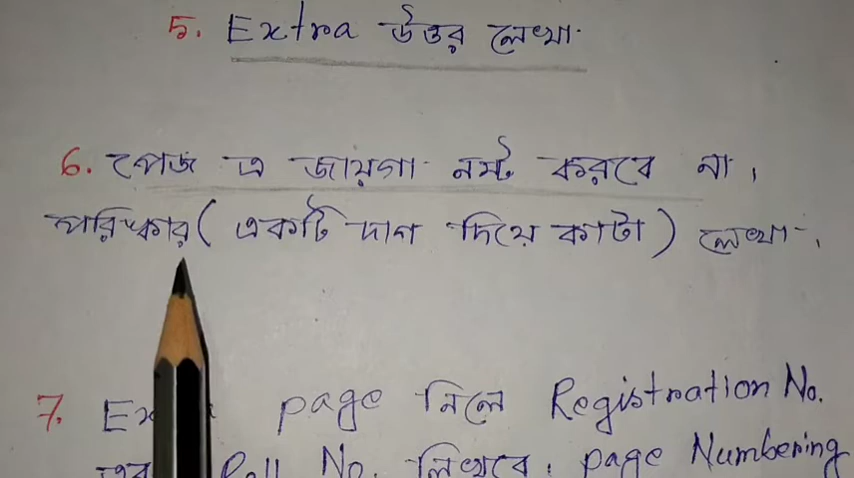 5. Extra উত্তর লেখা.
6. পেজ এ জায়গা নষ্ট করবে না।
পরিষ্কার ( একটি দাগ দিয়ে কাটা ) লেখা.
7. page নিলে Registration No.
Roll No. লিখবে। page Numbering